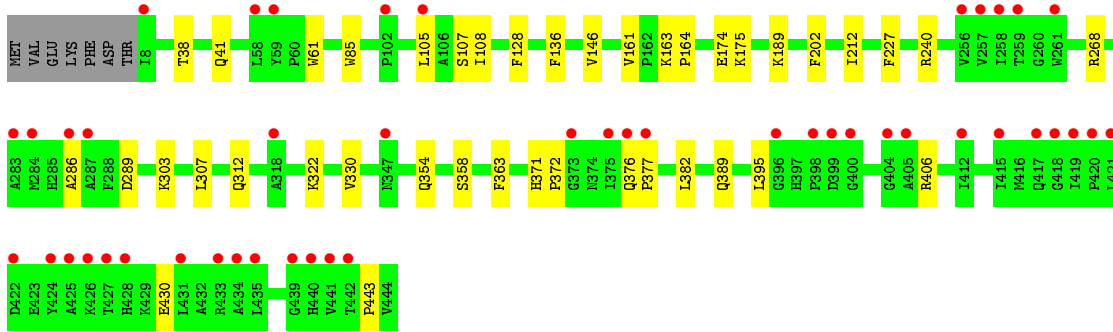 MET VAL GLU LYS PHE ASP THR I8 T38 Q41 L58 Y59 P60 W61 W85 P102 L105 A106 S107 I108 F128 F136 V146 V161 P162 K163 P164 E174 K175 K189 F202 I212 F227 R240 V256 V257 I258 T259 G260 W261 R268
A283 M284 H285 A286 A287 F288 D289 K303 L307 Q312 A318 K322 V330 N347 Q354 S358 F363 H371 P372 G373 N374 I375 Q376 P377 L382 Q389 L395 G396 H397 P398 D399 G400 G404 A405 R406 I412 I415 M416 Q417 G418 I419 P420 L421
D422 E423 Y424 A425 K426 T427 H428 K429 E430 L431 A432 R433 A434 L435 G439 H440 V441 T442 P443 V444